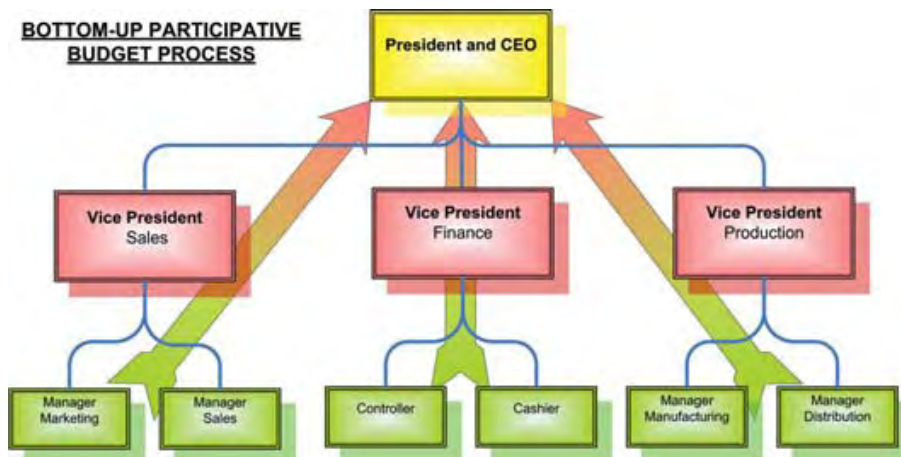 BOTTOM-UP PARTICIPATIVE
BUDGET PROCESS
President and CEO
Vice President
Sales
Vice President
Finance
Vice President
Production
Manager
Marketing
Manager
Sales
Controller
Cashier
Manager
Manufacturing
Manager
Distribution